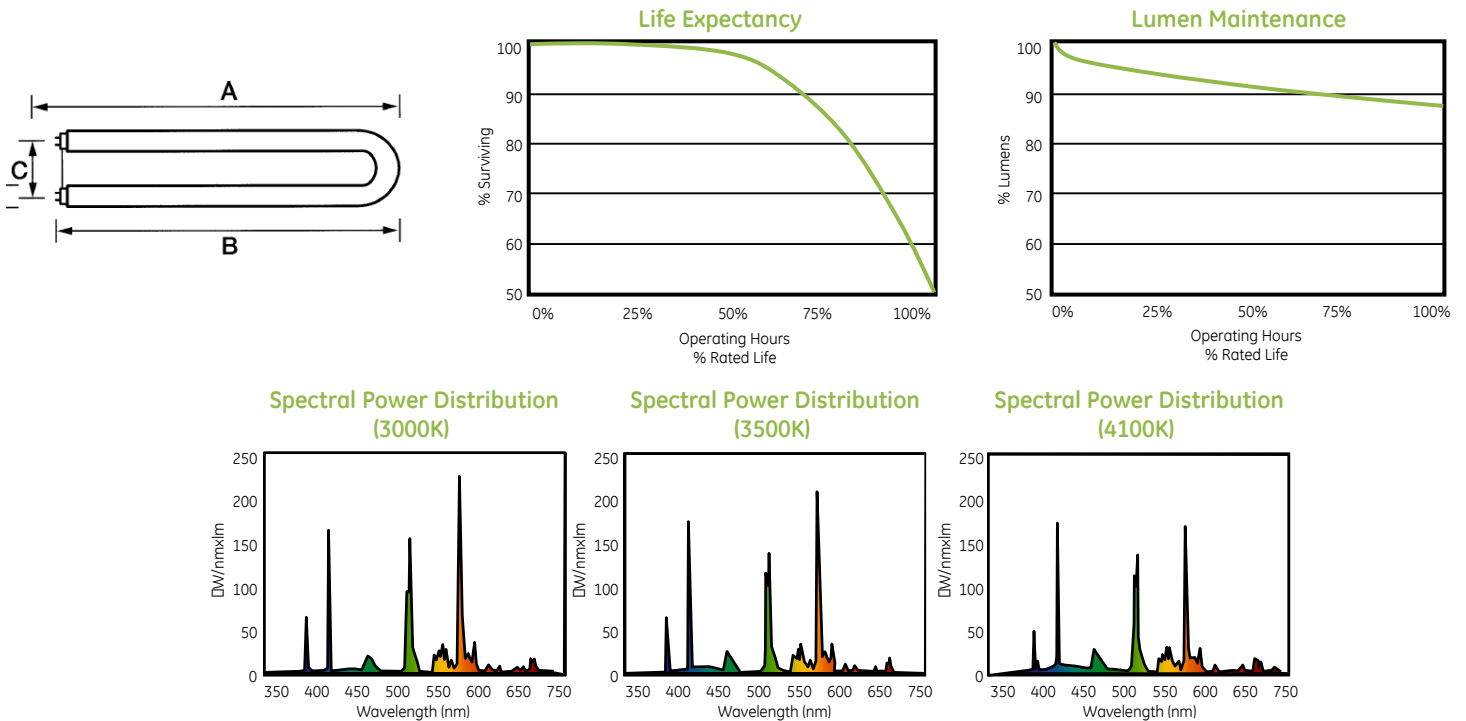 A
C
B
Life Expectancy
% Surviving
100
90
80
70
60
50
0% 25% 50% 75% 100%
Operating Hours
% Rated Life
Lumen Maintenance
% Lumens
100
90
80
70
60
50
0% 25% 50% 75% 100%
Operating Hours
% Rated Life
Spectral Power Distribution
(3000K)
▯W/nmxlm
250
200
150
100
50
0
350 400 450 500 550 600 650 750
Wavelength (nm)
Spectral Power Distribution
(3500K)
▯W/nmxlm
250
200
150
100
50
0
350 400 450 500 550 600 650 750
Wavelength (nm)
Spectral Power Distribution
(4100K)
▯W/nmxlm
250
200
150
100
50
0
350 400 450 500 550 600 650 750
Wavelength (nm)